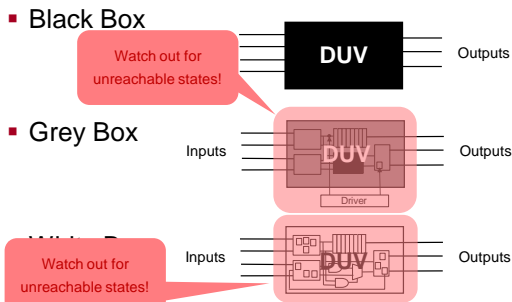 Black Box
Watch out for
unreachable states!
DUV
Outputs
Grey Box
Inputs
DUV
Outputs
Driver
Inputs
DUV
Outputs
Watch out for
unreachable states!